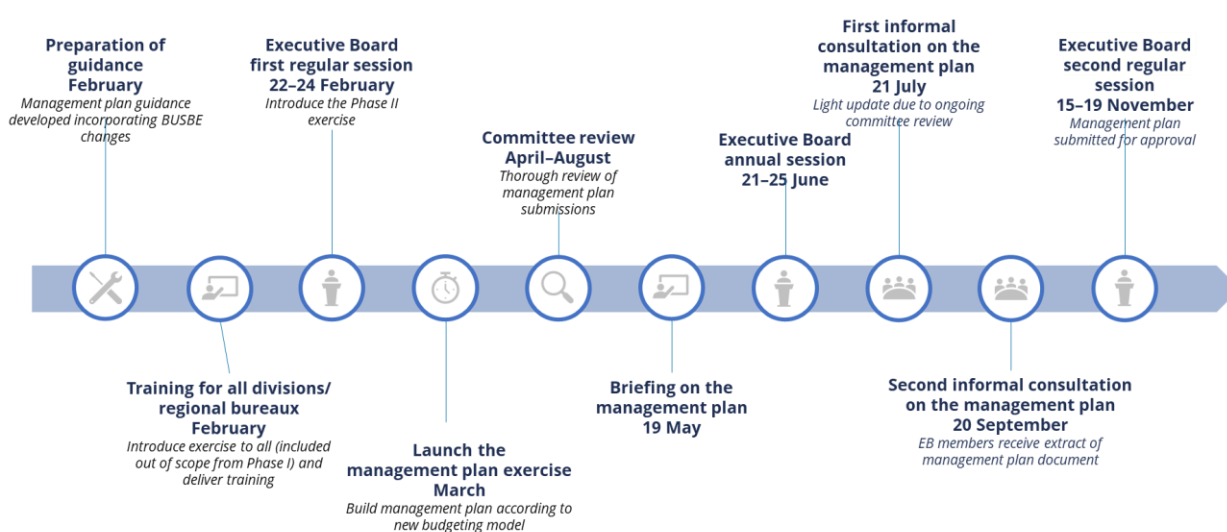 Preparation of
guidance
February
Management plan guidance
developed incorporating BUSBE
changes
Training for all divisions/
regional bureaux
February
Introduce exercise to all (included
out of scope from Phase I) and
deliver training
Executive Board
first regular session
22–24 February
Introduce the Phase II
exercise
Launch the
management plan exercise
March
Build management plan according to
new budgeting model
Committee review
April–August
Thorough review of
management plan
submissions
Briefing on the
management plan
19 May
Executive Board
annual session
21–25 June
First informal
consultation on the
management plan
21 July
Light update due to ongoing
committee review
Second informal consultation
on the management plan
20 September
EB members receive extract of
management plan document
Executive Board
second regular
session
15–19 November
Management plan
submitted for approval